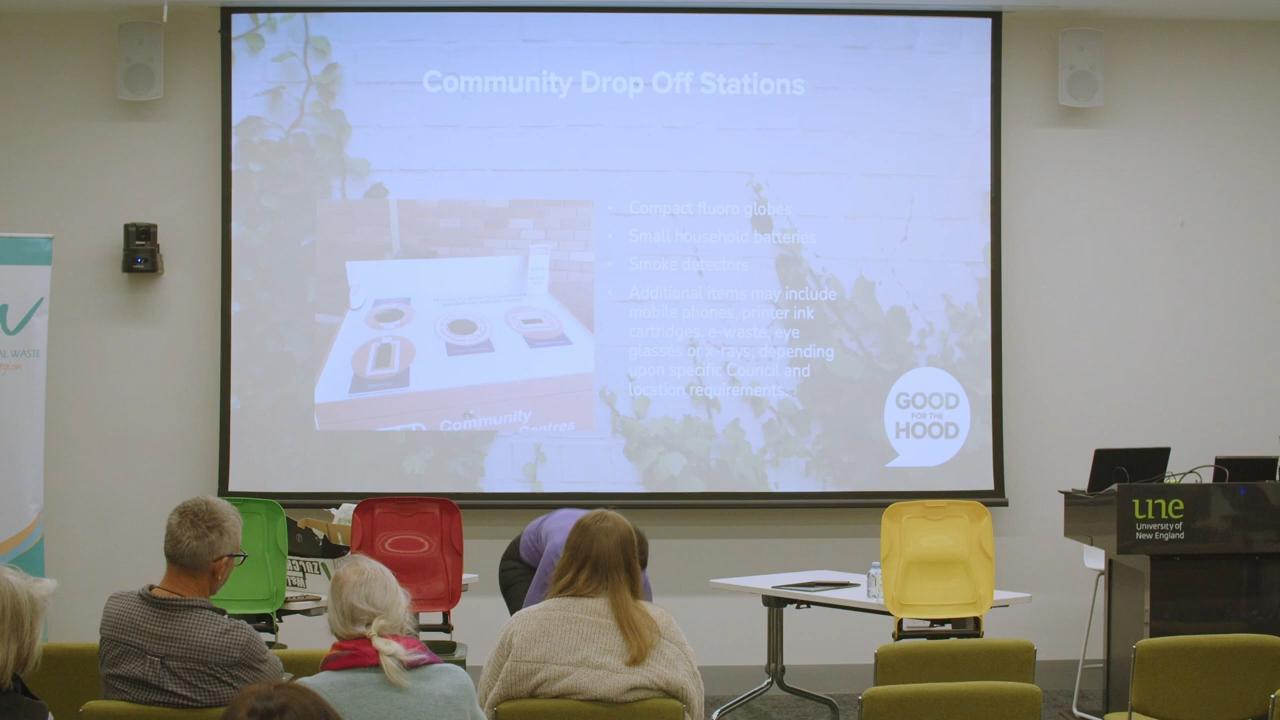 Community Drop Off Stations
• Compact fluoro globes
• Small household batteries
• Smoke detectors
• Additional items may include
mobile phones, printer ink
cartridges, e-waste, eye
glasses or x-rays; depending
upon specific Council and
location requirements.
Community
Centres
GOOD
FOR THE
HOOD
AL WASTE
une
University of
New England